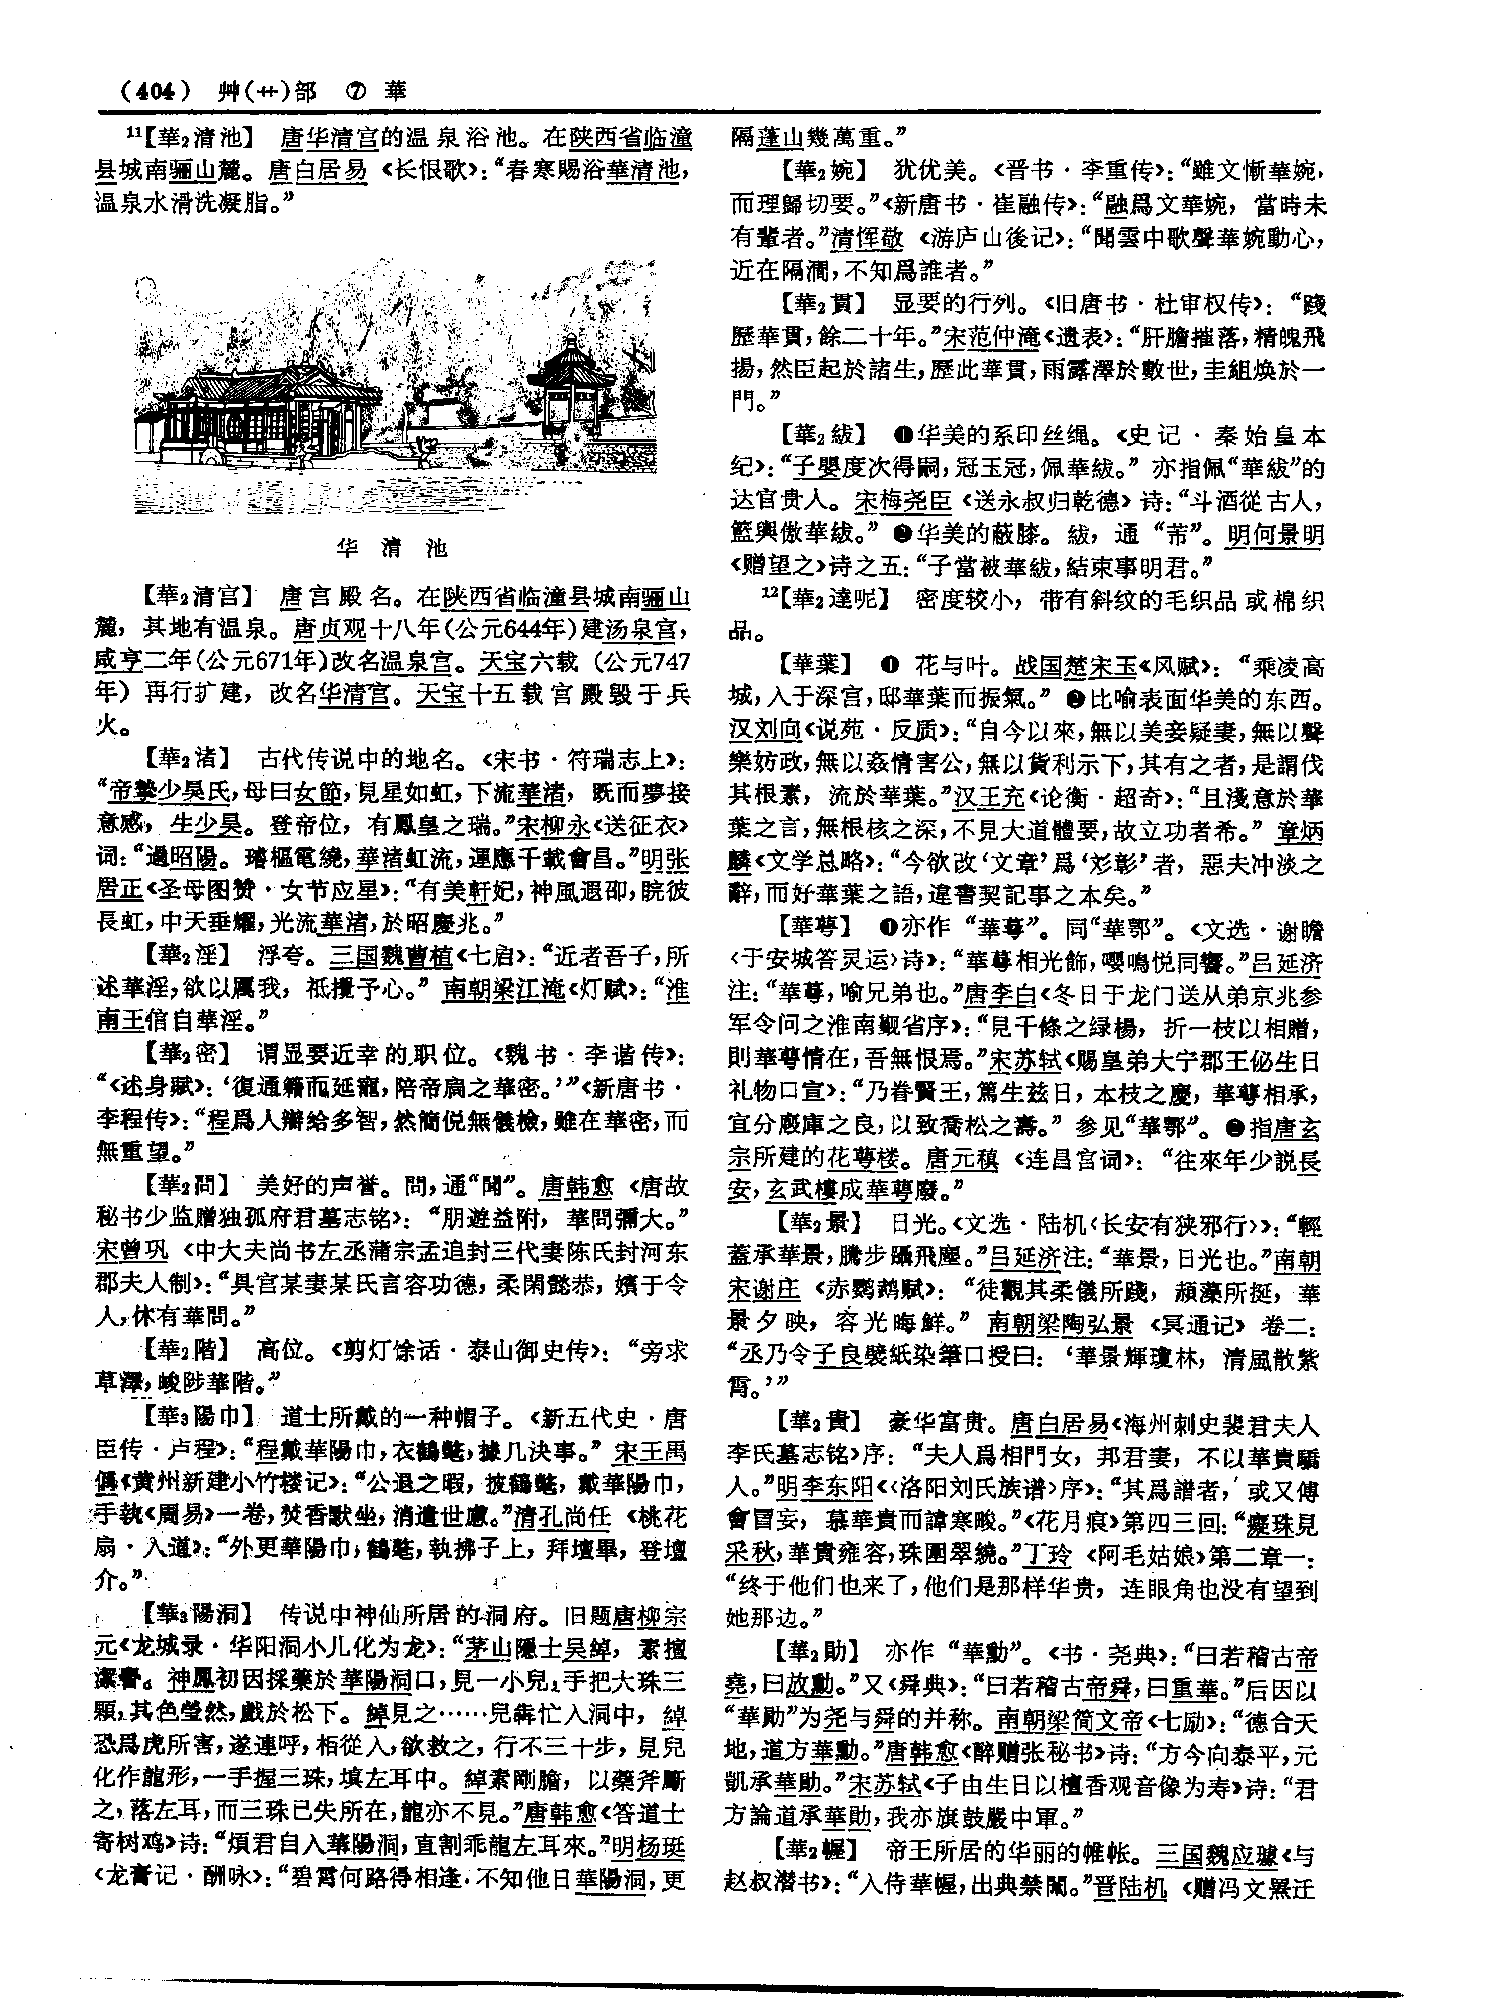 (404) 艸(艹)部 ⑦ 華
11【華2清池】 唐华清宫的温泉浴池。在陕西省临潼
县城南骊山麓。唐白居易《长恨歌》：“春寒賜浴華清池，
温泉水滑洗凝脂。”
华清池
【華2清宫】 唐宫殿名。在陕西省临潼县城南骊山
麓，其地有温泉。唐贞观十八年(公元644年)建汤泉宫，
咸亨二年(公元671年)改名温泉宫。天宝六载(公元747
年)再行扩建，改名华清宫。天宝十五载宫殿毁于兵
火。
【華2渚】 古代传说中的地名。《宋书·符瑞志上》：
“帝摯少昊氏，母曰女節，見星如虹，下流華渚，既而夢接
意感，生少昊。登帝位，有鳳皇之瑞。”宋柳永《送征衣》
词：“過昭陽。璿樞電繞，華渚虹流，運應千載會昌。”明张
居正《圣母图赞·女节应星》：“有美軒妃，神風遐卲，睆彼
長虹，中天垂耀，光流華渚，於昭慶兆。”
【華2淫】 浮夸。三国魏曹植《七启》：“近者吾子，所
述華淫，欲以厲我，祇攪予心。”南朝梁江淹《灯赋》：“淮
南王信自華淫。”
【華2密】 谓显要近幸的职位。《魏书·李谐传》：
“《述身赋》：‘復通籍而延寵，陪帝扃之華密。’”《新唐书·
李程传》：“程爲人辯給多智，然簡侻無儀檢，雖在華密，而
無重望。”
【華2問】 美好的声誉。問，通“聞”。唐韩愈《唐故
秘书少监赠独孤府君墓志铭》：“朋遊益附，華問彌大。”
宋曾巩《中大夫尚书左丞蒲宗孟追封三代妻陈氏封河东
郡夫人制》：“具官某妻某氏言容功德，柔閑懿恭，嬪于令
人，休有華問。”
【華2階】 高位。《剪灯馀话·泰山御史传》：“旁求
草澤，峻陟華階。”
【華3陽巾】 道士所戴的一种帽子。《新五代史·唐
臣传·卢程》：“程戴華陽巾，衣鶴氅，據几決事。”宋王禹
偁《黄州新建小竹楼记》：“公退之暇，披鶴氅，戴華陽巾，
手執《周易》一卷，焚香默坐，消遣世慮。”清孔尚任《桃花
扇·入道》：“外更華陽巾，鶴氅，執拂子上，拜壇畢，登壇
介。”
【華3陽洞】 传说中神仙所居的洞府。旧题唐柳宗
元《龙城录·华阳洞小儿化为龙》：“茅山隱士吴綽，素擅
潔譽。神鳳初因採藥於華陽洞口，見一小兒，手把大珠三
顆，其色瑩然，戲於松下。綽見之……兒犇忙入洞中，綽
恐爲虎所害，遂連呼，相從入，欲救之，行不三十步，見兒
化作龍形，一手握三珠，填左耳中。綽素剛膽，以藥斧斸
之，落左耳，而三珠已失所在，龍亦不見。”唐韩愈《答道士
寄树鸡》诗：“煩君自入華陽洞，直割乖龍左耳來。”明杨珽
《龙膏记·酬咏》：“碧霄何路得相逢，不知他日華陽洞，更
隔蓬山幾萬重。”
【華2婉】 犹优美。《晋书·李重传》：“雖文慚華婉，
而理歸切要。”《新唐书·崔融传》：“融爲文華婉，當時未
有輩者。”清恽敬《游庐山後记》：“聞雲中歌聲華婉動心，
近在隔澗，不知爲誰者。”
【華2貫】 显要的行列。《旧唐书·杜审权传》：“踐
歷華貫，餘二十年。”宋范仲淹《遗表》：“肝膽摧落，精魄飛
揚，然臣起於諸生，歷此華貫，雨露澤於數世，圭組焕於一
門。”
【華2紱】 ❶华美的系印丝绳。《史记·秦始皇本
纪》：“子嬰度次得嗣，冠玉冠，佩華紱。”亦指佩“華紱”的
达官贵人。宋梅尧臣《送永叔归乾德》诗：“斗酒從古人，
籃輿傲華紱。”❷华美的蔽膝。紱，通“芾”。明何景明
《赠望之》诗之五：“子當被華紱，結束事明君。”
12【華2達呢】 密度较小，带有斜纹的毛织品或棉织
品。
【華葉】 ❶花与叶。战国楚宋玉《风赋》：“乘凌高
城，入于深宫，邸華葉而振氣。”❷比喻表面华美的东西。
汉刘向《说苑·反质》：“自今以來，無以美妾疑妻，無以聲
樂妨政，無以姦情害公，無以貨利示下，其有之者，是謂伐
其根素，流於華葉。”汉王充《论衡·超奇》：“且淺意於華
葉之言，無根核之深，不見大道體要，故立功者希。”章炳
麟《文学总略》：“今欲改‘文章’爲‘彣彰’者，惡夫冲淡之
辭，而好華葉之語，違書契記事之本矣。”
【華萼】 ❶亦作“華蕚”。同“華鄂”。《文选·谢瞻
〈于安城答灵运〉诗》：“華萼相光飾，嚶鳴悦同響。”吕延济
注：“華萼，喻兄弟也。”唐李白《冬日于龙门送从弟京兆参
军令问之淮南觐省序》：“見千條之緑楊，折一枝以相贈，
則華萼情在，吾無恨焉。”宋苏轼《赐皇弟大宁郡王佖生日
礼物口宣》：“乃眷賢王，篤生兹日，本枝之慶，華萼相承，
宜分廄庫之良，以致喬松之壽。”参见“華鄂”。❷指唐玄
宗所建的花萼楼。唐元稹《连昌宫词》：“往來年少説長
安，玄武樓成華萼廢。”
【華2景】 日光。《文选·陆机〈长安有狭邪行〉》：“輕
蓋承華景，騰步躡飛塵。”吕延济注：“華景，日光也。”南朝
宋谢庄《赤鹦鹉赋》：“徒觀其柔儀所踐，頳藻所挺，華
景夕映，容光晦鮮。”南朝梁陶弘景《冥通记》卷二：
“丞乃令子良襞紙染筆口授曰：‘華景輝瓊林，清風散紫
霄。’”
【華2貴】 豪华富贵。唐白居易《海州刺史裴君夫人
李氏墓志铭》序：“夫人爲相門女，邦君妻，不以華貴驕
人。”明李东阳《〈洛阳刘氏族谱〉序》：“其爲譜者，或又傅
會冒妄，慕華貴而諱寒畯。”《花月痕》第四三回：“癡珠見
采秋，華貴雍容，珠圍翠繞。”丁玲《阿毛姑娘》第二章一：
“终于他们也来了，他们是那样华贵，连眼角也没有望到
她那边。”
【華2勛】 亦作“華勳”。《书·尧典》：“曰若稽古帝
堯，曰放勳。”又《舜典》：“曰若稽古帝舜，曰重華。”后因以
“華勛”为尧与舜的并称。南朝梁简文帝《七励》：“德合天
地，道方華勳。”唐韩愈《醉赠张秘书》诗：“方今向泰平，元
凱承華勛。”宋苏轼《子由生日以檀香观音像为寿》诗：“君
方論道承華勛，我亦旗鼓嚴中軍。”
【華2幄】 帝王所居的华丽的帷帐。三国魏应璩《与
赵叔潜书》：“入侍華幄，出典禁闈。”晋陆机《赠冯文罴迁